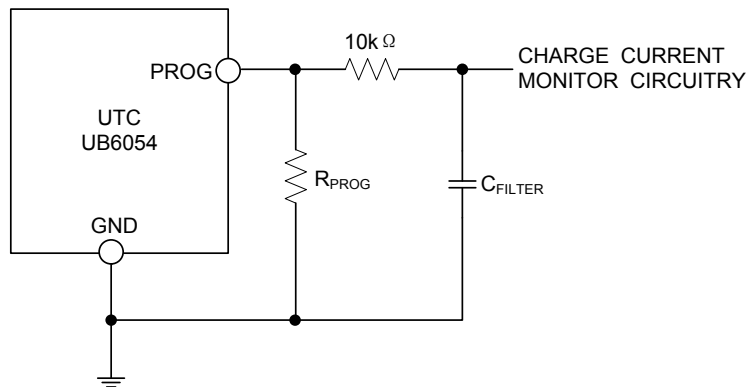 10kΩ
CHARGE CURRENT
MONITOR CIRCUITRY
PROG
UTC
UB6054
RPROG
CFILTER
GND